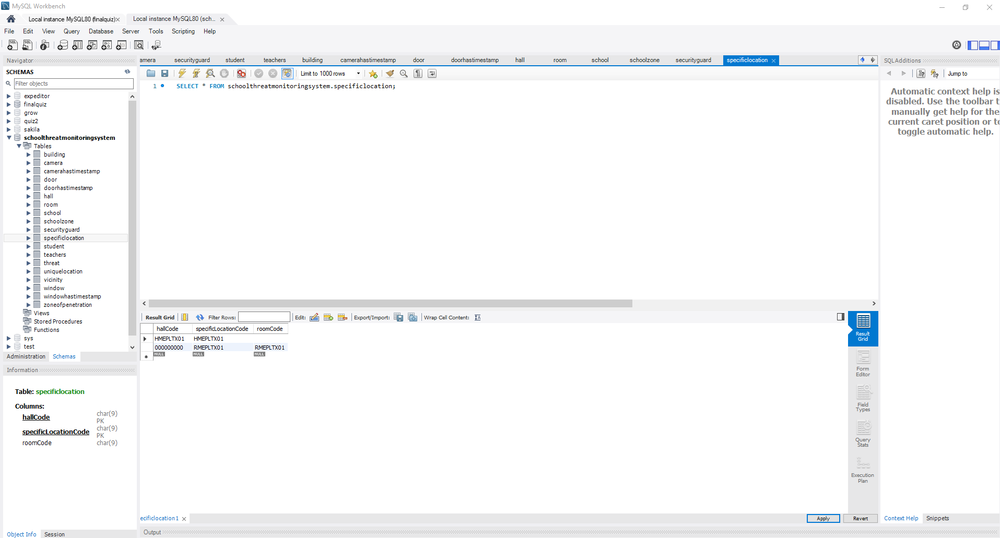 MySQL Workbench
Local instance MySQL80 (finalquiz)
Local instance MySQL80 (sch...
File Edit View Query Database Server Tools Scripting Help
Navigator
SCHEMAS
Filter objects
expeditor
finalquiz
grow
quiz2
sakila
schoolthreatmonitoringsystem
Tables
building
camera
camerahastimestamp
door
doorhastimestamp
hall
room
school
schoolzone
securityguard
specificlocation
student
teachers
threat
uniquelocation
vicinity
window
windowhastimestamp
zoneofpenetration
Views
Stored Procedures
Functions
sys
test
Administration Schemas
Information
Table: specificlocation
Columns:
hallCode char(9) PK
specificLocationCode char(9) PK
roomCode char(9)
Object Info Session
amera securityguard student teachers building camerahastimestamp door doorhastimestamp hall room school schoolzone securityguard specificlocation
Limit to 1000 rows
1 SELECT * FROM schoolthreatmonitoringsystem.specificlocation;
Result Grid Filter Rows: Edit: Export/Import: Wrap Cell Content:
hallCode specificLocationCode roomCode
HMEPLTX01 HMEPLTX01
000000000 RMEPLTX01 RMEPLTX01
NULL NULL NULL
Result Grid
Form Editor
Field Types
Query Stats
Execution Plan
ecificlocation 1
Apply Revert
Output
SQLAdditions
Jump to
Automatic context help is
disabled. Use the toolbar t
manually get help for the
current caret position or to
toggle automatic help.
Context Help Snippets